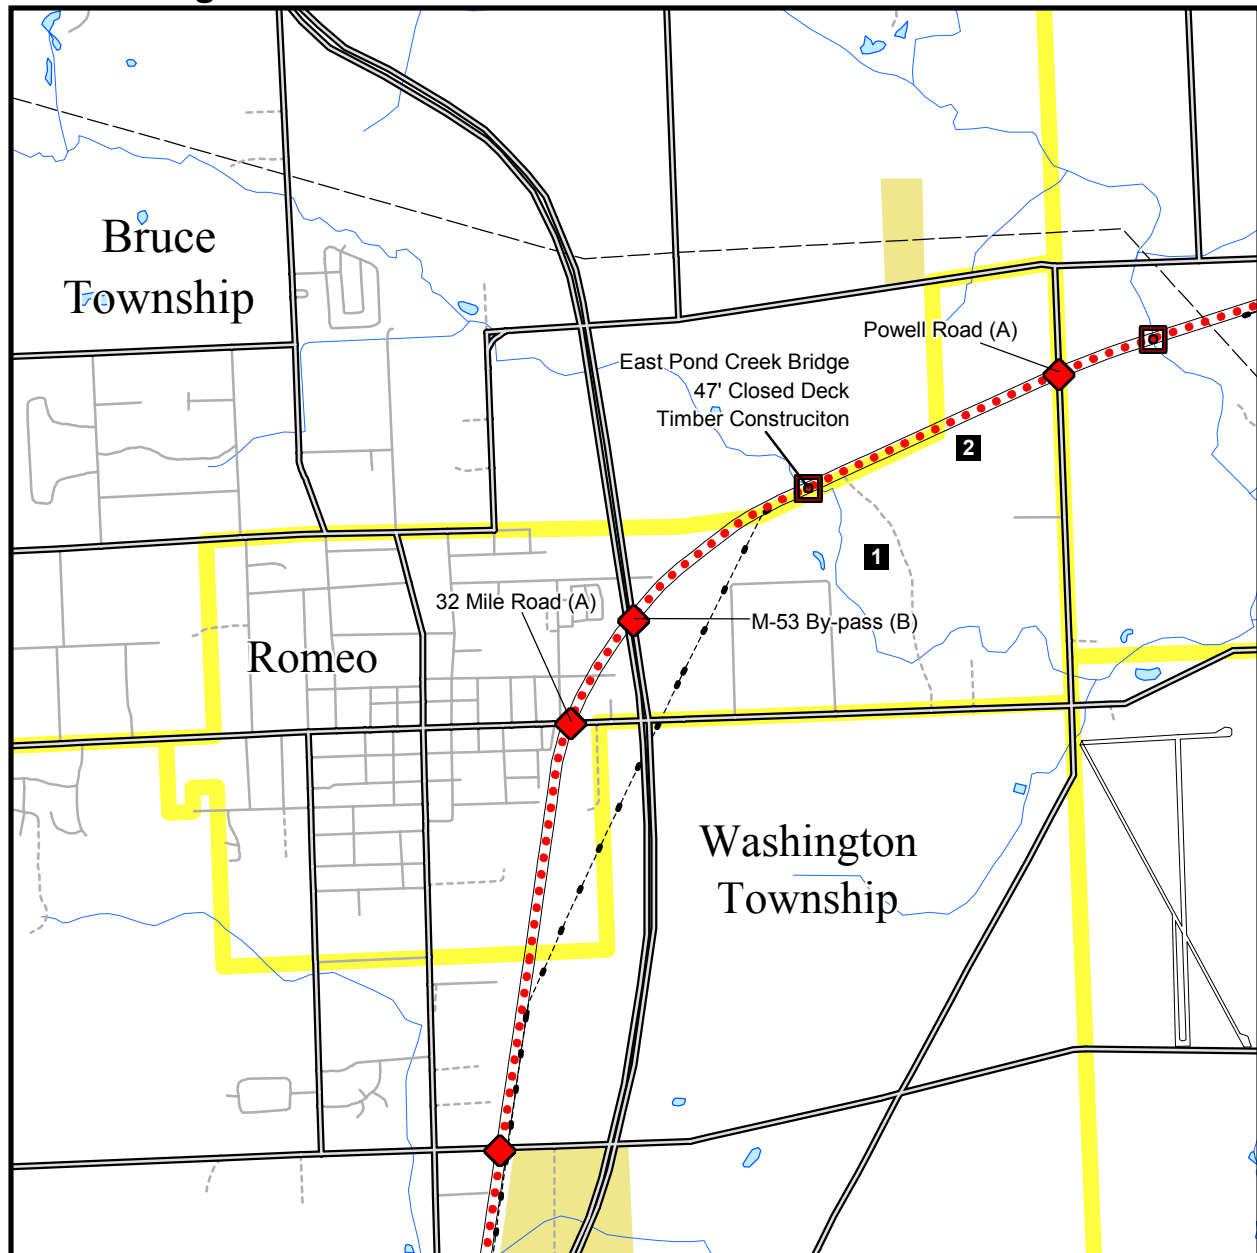 Bruce
Township
Powell Road (A)
East Pond Creek Bridge
47' Closed Deck
Timber Construciton
2
1
32 Mile Road (A)
M-53 By-pass (B)
Romeo
Washington
Township